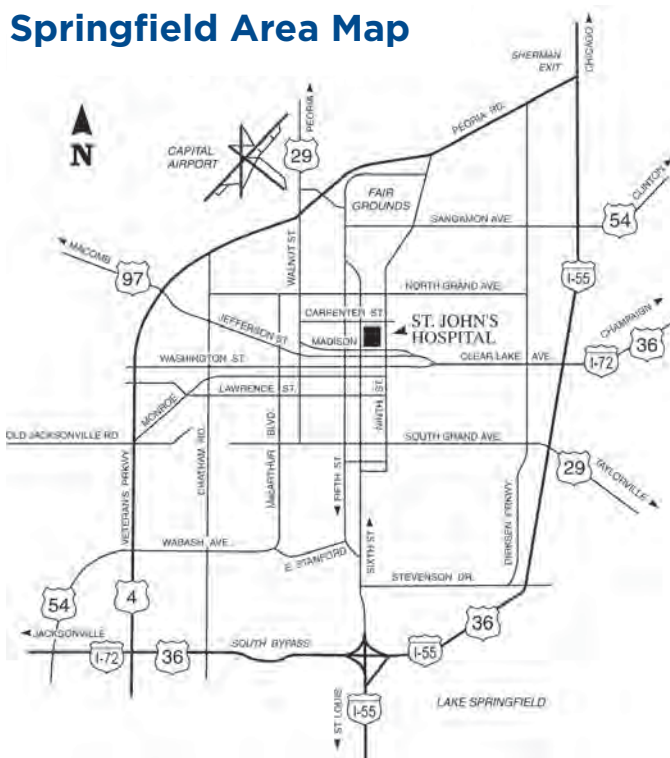 Springfield Area Map
SHERMAN
EXIT
CHICAGO
PEORIA RD.
PEORIA
29
CAPITAL
AIRPORT
N
FAIR
GROUNDS
CLINTON
54
SANGAMON AVE.
MACOMB
97
WALNUT ST.
I-55
NORTH GRAND AVE.
CARPENTER ST.
JEFFERSON ST.
MADISON
ST. JOHN'S
HOSPITAL
CHAMPAIGN
36
I-72
WASHINGTON ST.
CLEAR LAKE AVE.
LAWRENCE ST.
MONROE
NINTH ST.
OLD JACKSONVILLE RD
SOUTH GRAND AVE.
29
TAYLORVILLE
VETERAN'S PRKWY
CHATHAM RD.
MacARTHUR BLVD.
FIFTH ST.
SIXTH ST
DIRKSEN PRKWY.
WABASH AVE.
E. STANFORD
STEVENSON DR.
54
4
36
JACKSONVILLE
I-72
36
SOUTH BYPASS
I-55
LAKE SPRINGFIELD
I-55
ST LOUIS